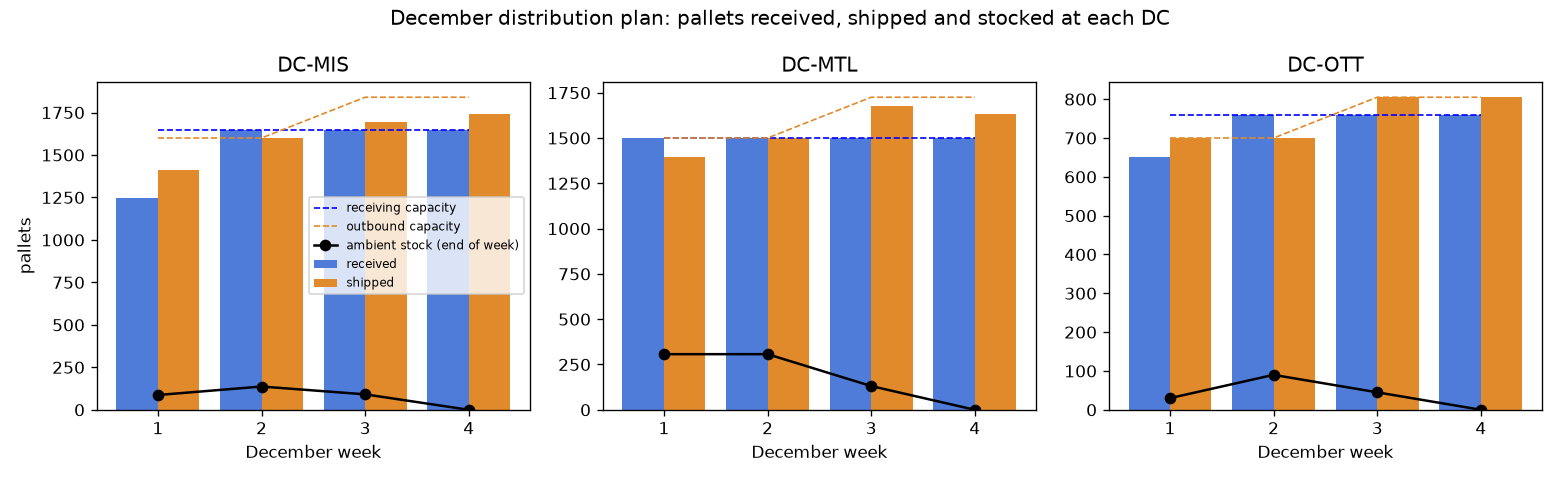 December distribution plan: pallets received, shipped and stocked at each DC
DC-MIS
pallets
1750
1500
1250
1000
750
500
250
0
receiving capacity
outbound capacity
ambient stock (end of week)
received
shipped
1 2 3 4
December week
DC-MTL
1750
1500
1250
1000
750
500
250
0
1 2 3 4
December week
DC-OTT
800
700
600
500
400
300
200
100
0
1 2 3 4
December week